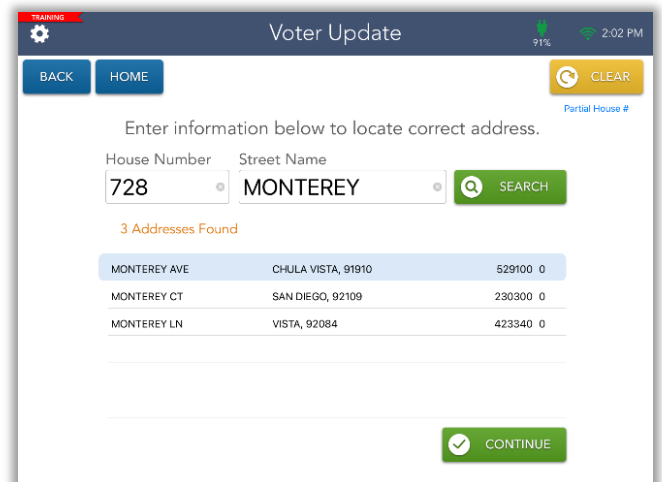 TRAINING
Voter Update
91%
2:02 PM
BACK
HOME
CLEAR
Partial House #
Enter information below to locate correct address.
House Number Street Name
728 MONTEREY SEARCH
3 Addresses Found
MONTEREY AVE CHULA VISTA, 91910 529100 0
MONTEREY CT SAN DIEGO, 92109 230300 0
MONTEREY LN VISTA, 92084 423340 0
CONTINUE